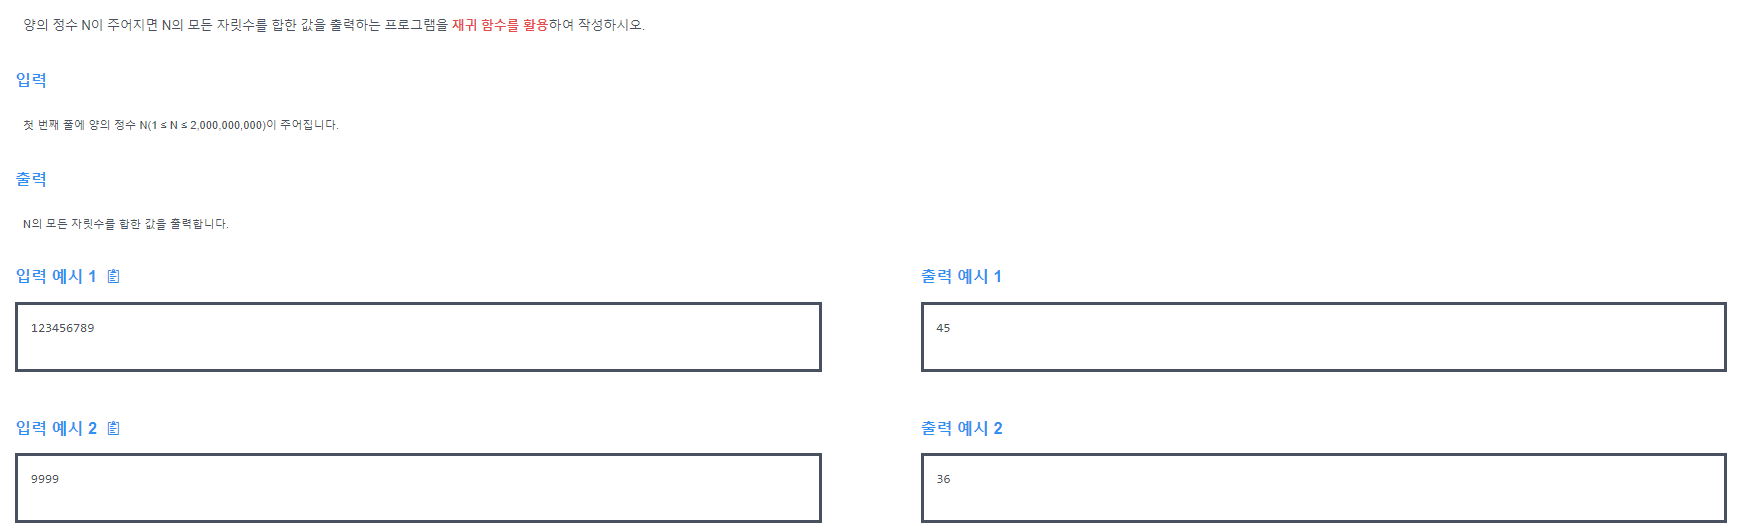 양의 정수 N이 주어지면 N의 모든 자릿수를 합한 값을 출력하는 프로그램을 재귀 함수를 활용하여 작성하시오.
입력
첫 번째 줄에 양의 정수 N(1 ≤ N ≤ 2,000,000,000)이 주어집니다.
출력
N의 모든 자릿수를 합한 값을 출력합니다.
입력 예시 1
출력 예시 1
123456789
45
입력 예시 2
출력 예시 2
9999
36